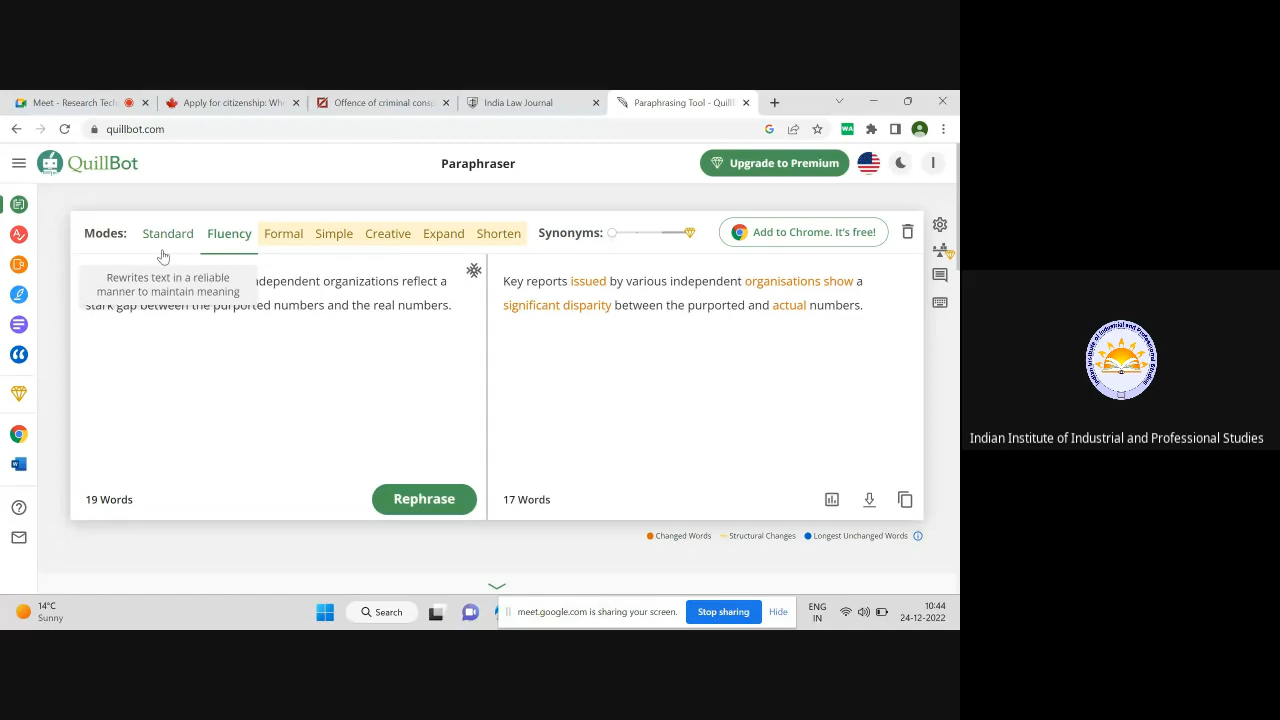 Meet - Research Tech
Apply for citizenship: Who
Offence of criminal consp
India Law Journal
Paraphrasing Tool - QuillB
quillbot.com
WA
QuillBot
Paraphraser
Upgrade to Premium
I
Modes:
Standard
Fluency
Formal
Simple
Creative
Expand
Shorten
Synonyms:
Add to Chrome. It's free!
Rewrites text in a reliable
manner to maintain meaning
independent organizations reflect a
stark gap between the purported numbers and the real numbers.
Key reports issued by various independent organisations show a
significant disparity between the purported and actual numbers.
19 Words
Rephrase
17 Words
Changed Words
Structural Changes
Longest Unchanged Words
14°C
Sunny
Search
meet.google.com is sharing your screen.
Stop sharing
Hide
ENG
IN
10:44
24-12-2022
Indian Institute of Industrial and Professional Studies